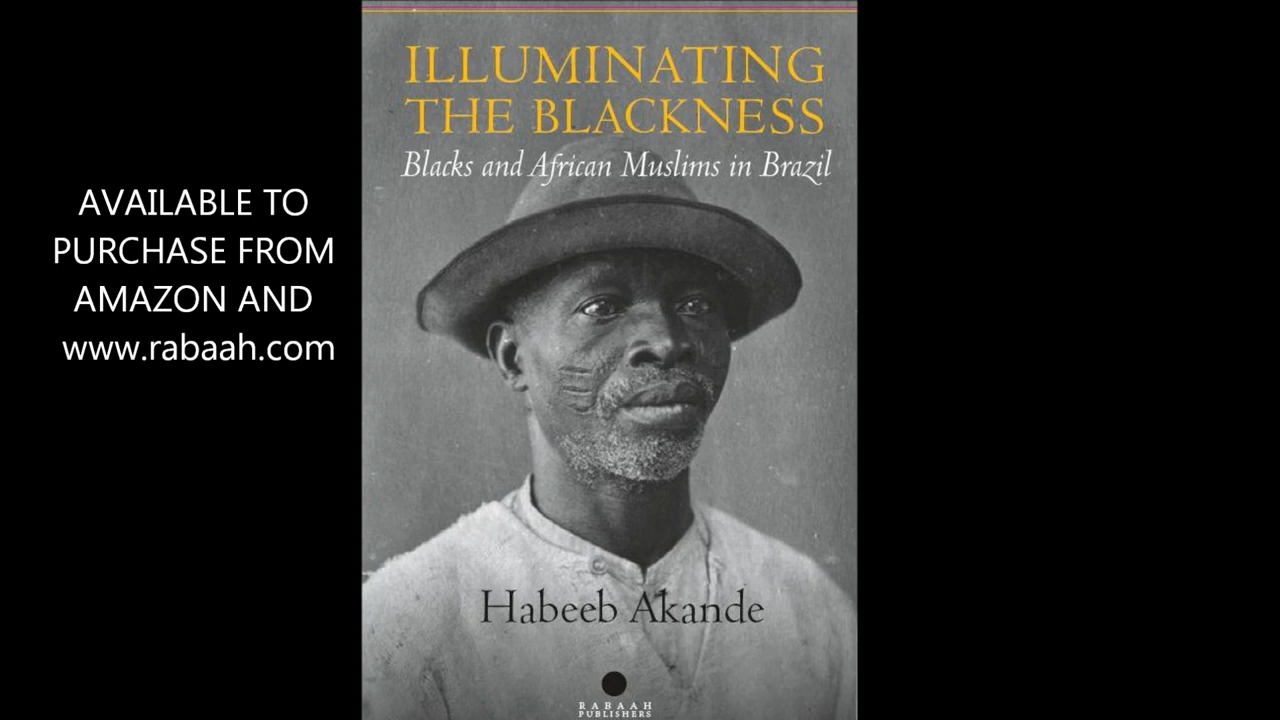 AVAILABLE TO
PURCHASE FROM
AMAZON AND
www.rabaah.com
ILLUMINATING
THE BLACKNESS
Blacks and African Muslims in Brazil
Habeeb Akande
RABAAH
PUBLISHERS